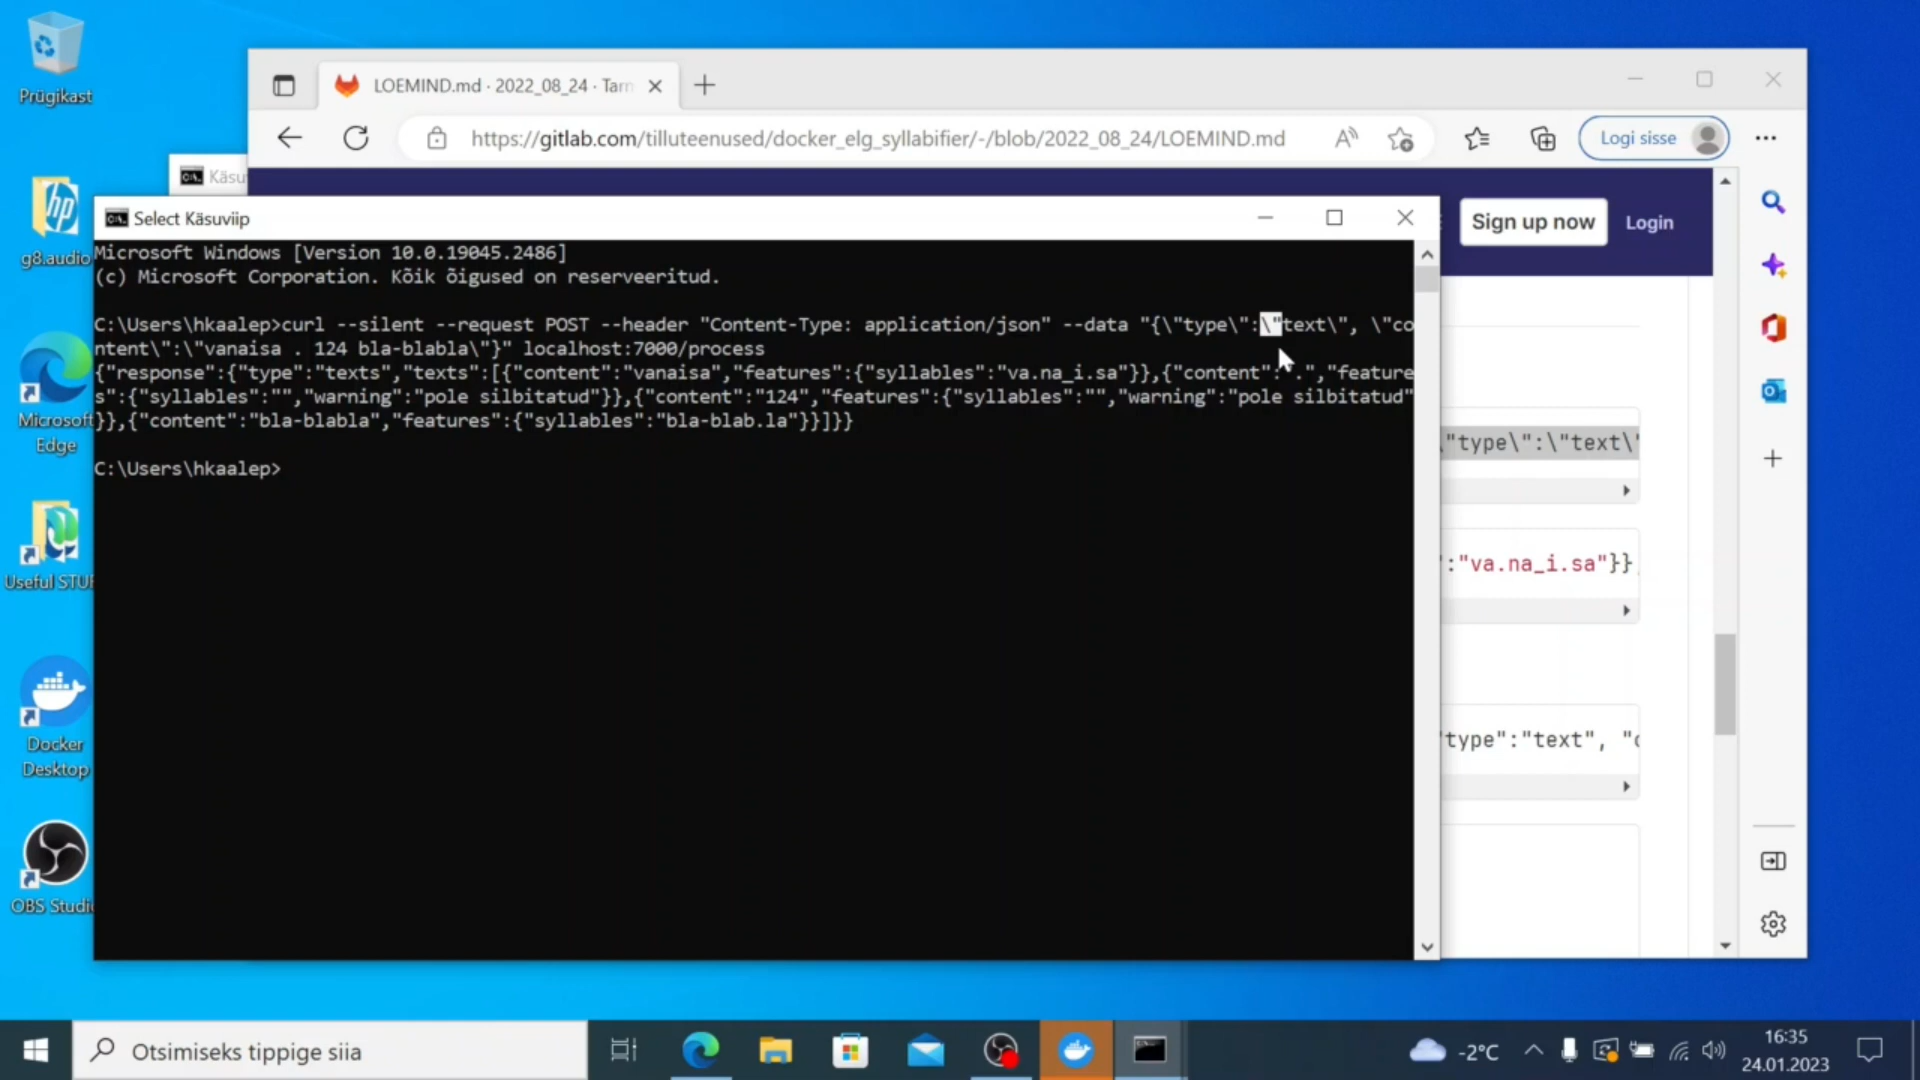 Prügikast
g8.audio
Microsoft
Edge
Useful STUF
Docker
Desktop
OBS Studi
LOEMIND.md · 2022_08_24 · Tarn
https://gitlab.com/tilluteenused/docker_elg_syllabifier/-/blob/2022_08_24/LOEMIND.md
Logi sisse
Käsu
Sign up now
Login
Select Käsuviip
Microsoft Windows [Version 10.0.19045.2486]
(c) Microsoft Corporation. Kõik õigused on reserveeritud.
C:\Users\hkaalep>curl --silent --request POST --header "Content-Type: application/json" --data "{\"type\":\"text\", \"co
ntent\":\"vanaisa . 124 bla-blabla\"}" localhost:7000/process
{"response":{"type":"texts","texts":[{"content":"vanaisa","features":{"syllables":"va.na_i.sa"}},{"content":".","feature
s":{"syllables":"","warning":"pole silbitatud"}},{"content":"124","features":{"syllables":"","warning":"pole silbitatud"
}},{"content":"bla-blabla","features":{"syllables":"bla-blab.la"}}]}}
C:\Users\hkaalep>
\"type\":\"text\"
:"va.na_i.sa"}}
"type":"text", "c
Otsimiseks tippige siia
-2°C
16:35
24.01.2023